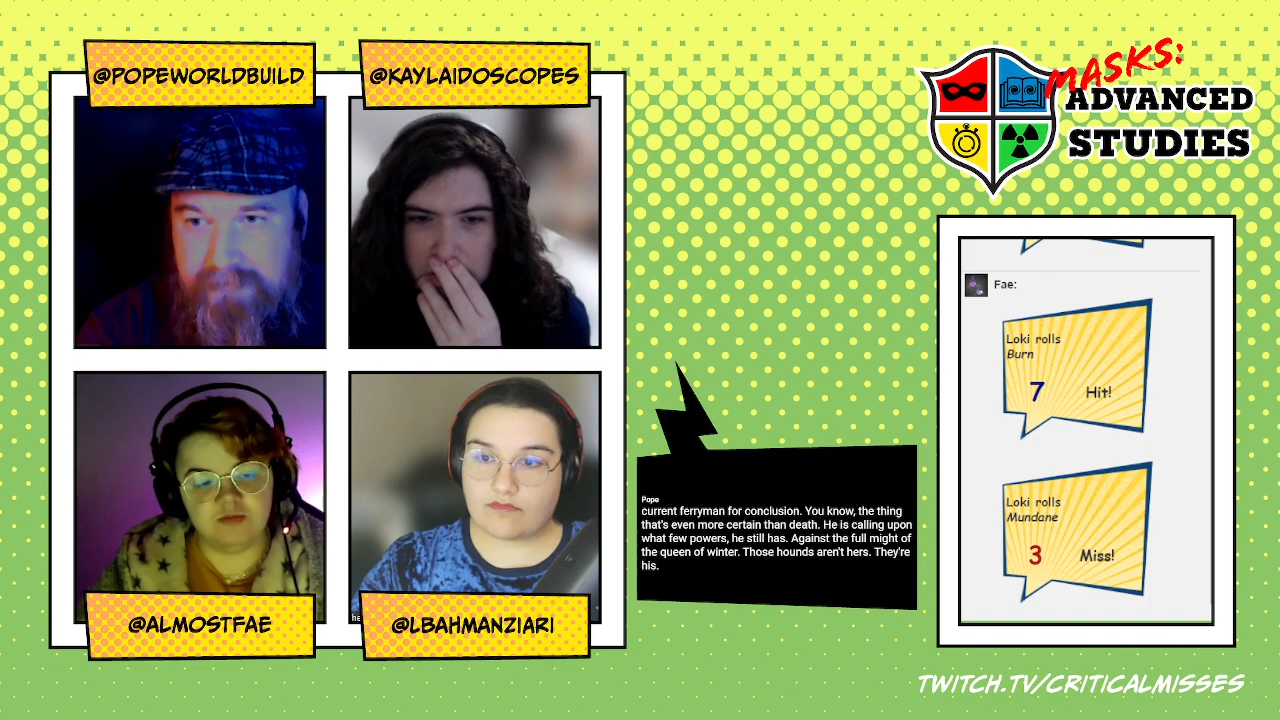 @POPEWORLDBUILD
@KAYLAIDOSCOPES
MASKS:
ADVANCED
STUDIES
Fae:
Loki rolls
Burn
7 Hit!
Loki rolls
Mundane
3 Miss!
Pope
current ferryman for conclusion. You know, the thing
that's even more certain than death. He is calling upon
what few powers, he still has. Against the full might of
the queen of winter. Those hounds aren't hers. They're
his.
@ALMOSTFAE
@LBAHMANZIARI
TWITCH.TV/CRITICALMISSES